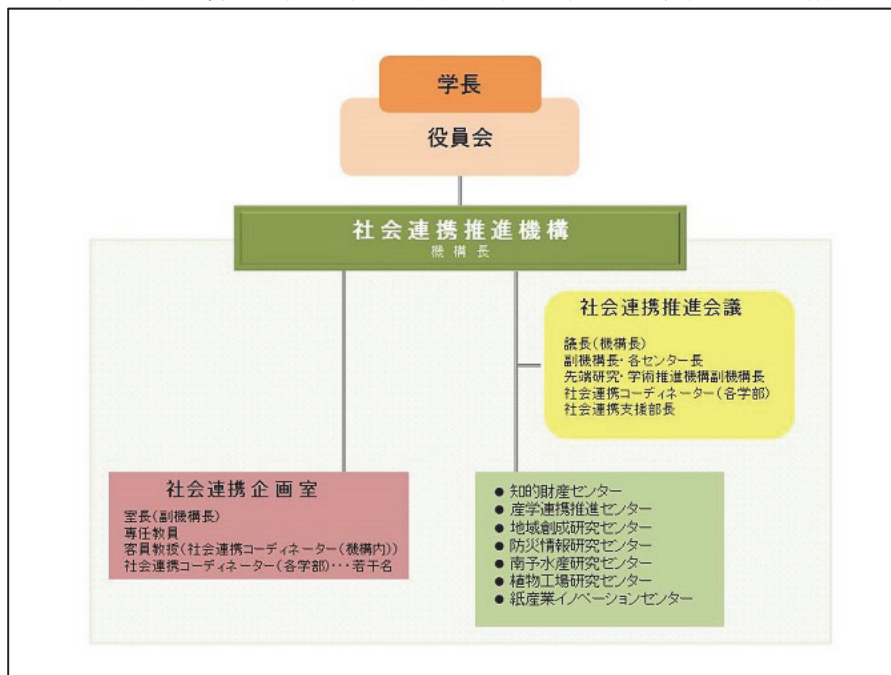 学長
役員会
社会連携推進機構
機構長
社会連携推進会議
議長(機構長)
副機構長・各センター長
先端研究・学術推進機構副機構長
社会連携コーディネーター(各学部)
社会連携支援部長
社会連携企画室
室長(副機構長)
専任教員
客員教授(社会連携コーディネーター(機構内))
社会連携コーディネーター(各学部)・・・若干名
● 知的財産センター
● 産学連携推進センター
● 地域創成研究センター
● 防災情報研究センター
● 南予水産研究センター
● 植物工場研究センター
● 紙産業イノベーションセンター